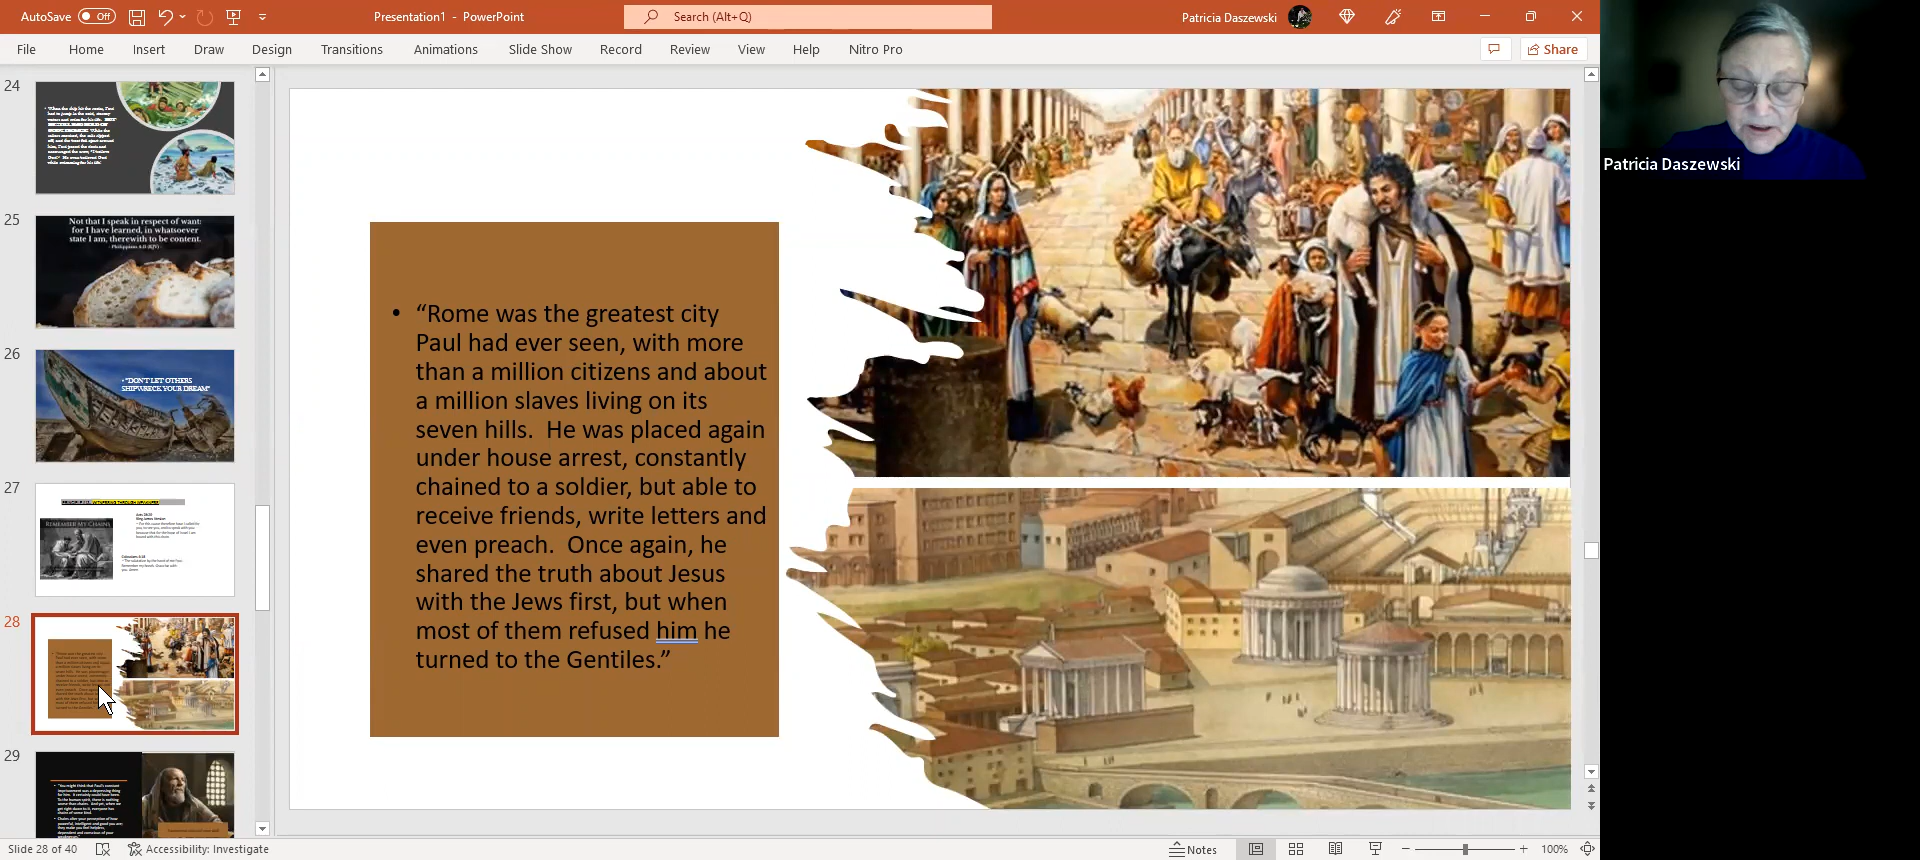 AutoSave Off Presentation1 - PowerPoint Search (Alt+Q) Patricia Daszewski
File Home Insert Draw Design Transitions Animations Slide Show Record Review View Help Nitro Pro Share
24
25
Not that I speak in respect of want:
for I have learned, in whatsoever
state I am, therewith to be content.
- Philippians 4:11 (KJV) -
26
• "DON'T LET OTHERS
SHIPWRECK YOUR DREAM"
27
REMEMBER MY CHAINS
28
29
• “Rome was the greatest city
Paul had ever seen, with more
than a million citizens and about
a million slaves living on its
seven hills.  He was placed again
under house arrest, constantly
chained to a soldier, but able to
receive friends, write letters and
even preach.  Once again, he
shared the truth about Jesus
with the Jews first, but when
most of them refused him he
turned to the Gentiles.”
Patricia Daszewski
Slide 28 of 40 Accessibility: Investigate Notes 100%